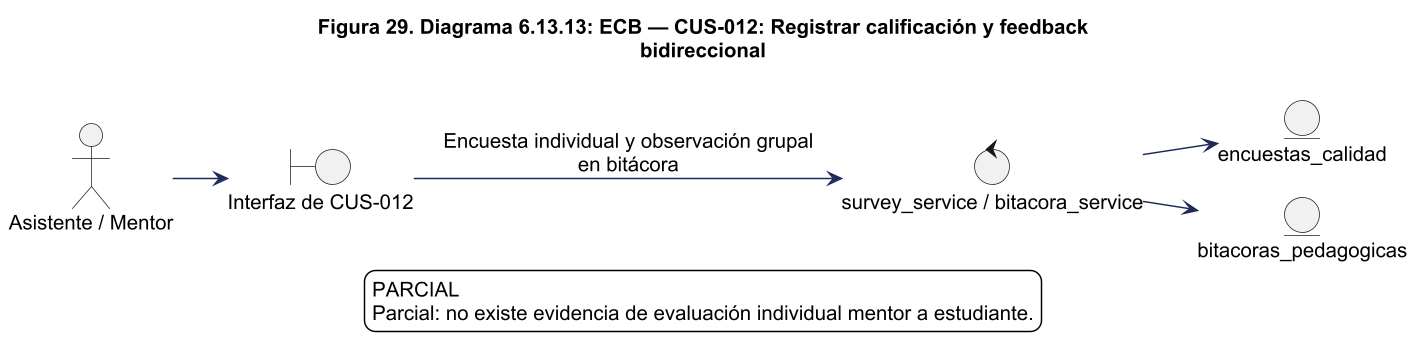 Figura 29. Diagrama 6.13.13: ECB — CUS-012: Registrar calificación y feedback
bidireccional
Asistente / Mentor
Interfaz de CUS-012
Encuesta individual y observación grupal
en bitácora
survey_service / bitacora_service
encuestas_calidad
bitacoras_pedagogicas
PARCIAL
Parcial: no existe evidencia de evaluación individual mentor a estudiante.